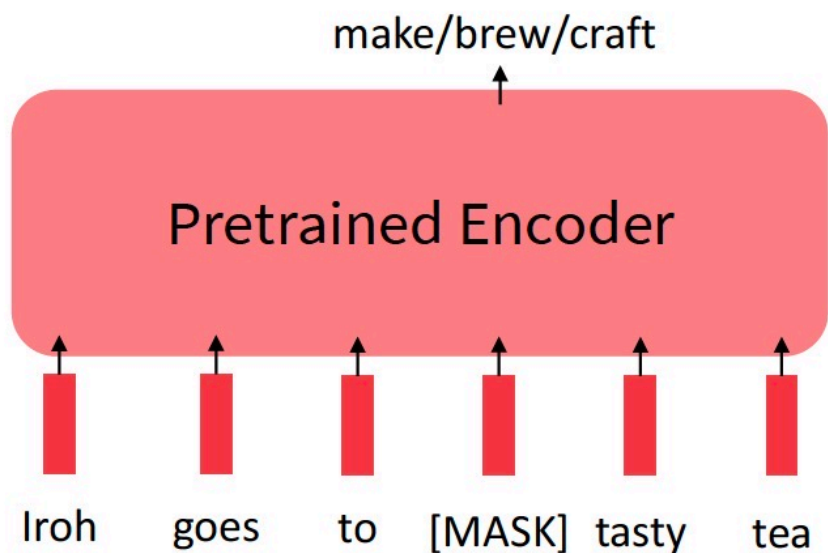 make/brew/craft
Pretrained Encoder
Iroh goes to [MASK] tasty tea